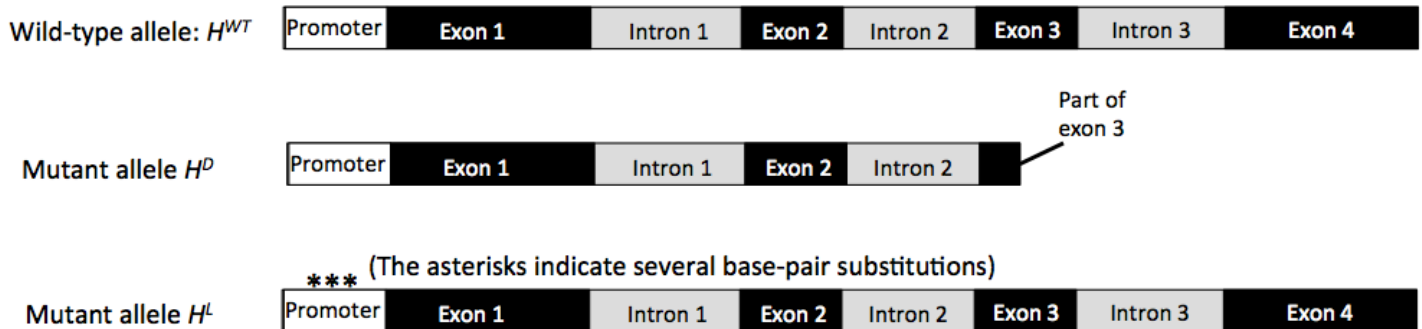 Wild-type allele: H^WT Promoter Exon 1 Intron 1 Exon 2 Intron 2 Exon 3 Intron 3 Exon 4
Part of
exon 3
Mutant allele H^D Promoter Exon 1 Intron 1 Exon 2 Intron 2
*** (The asterisks indicate several base-pair substitutions)
Mutant allele H^L Promoter Exon 1 Intron 1 Exon 2 Intron 2 Exon 3 Intron 3 Exon 4